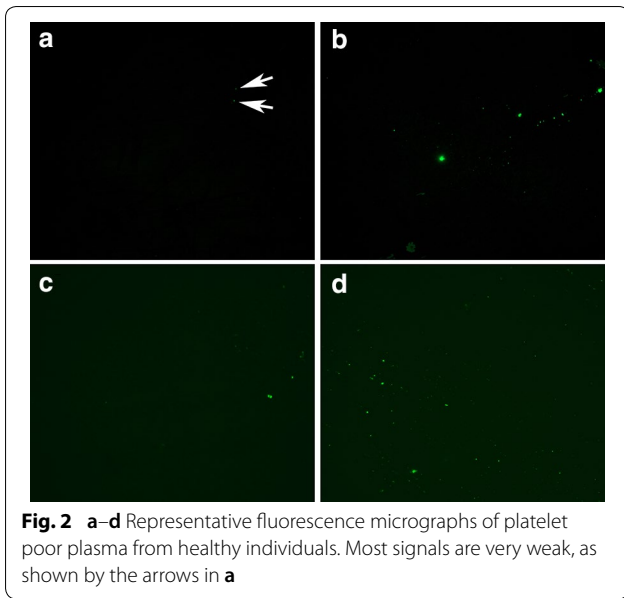 a
b
c
d
Fig. 2 a–d Representative fluorescence micrographs of platelet
poor plasma from healthy individuals. Most signals are very weak, as
shown by the arrows in a